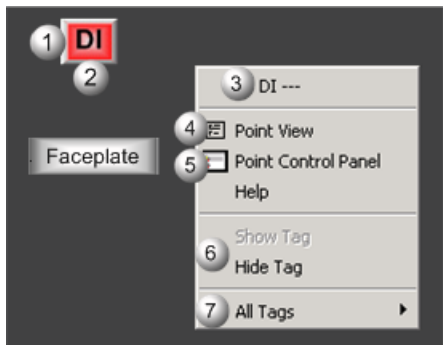 1 DI
2
3 DI ---
4 Point View
Faceplate
5 Point Control Panel
Help
Show Tag
6
Hide Tag
7 All Tags